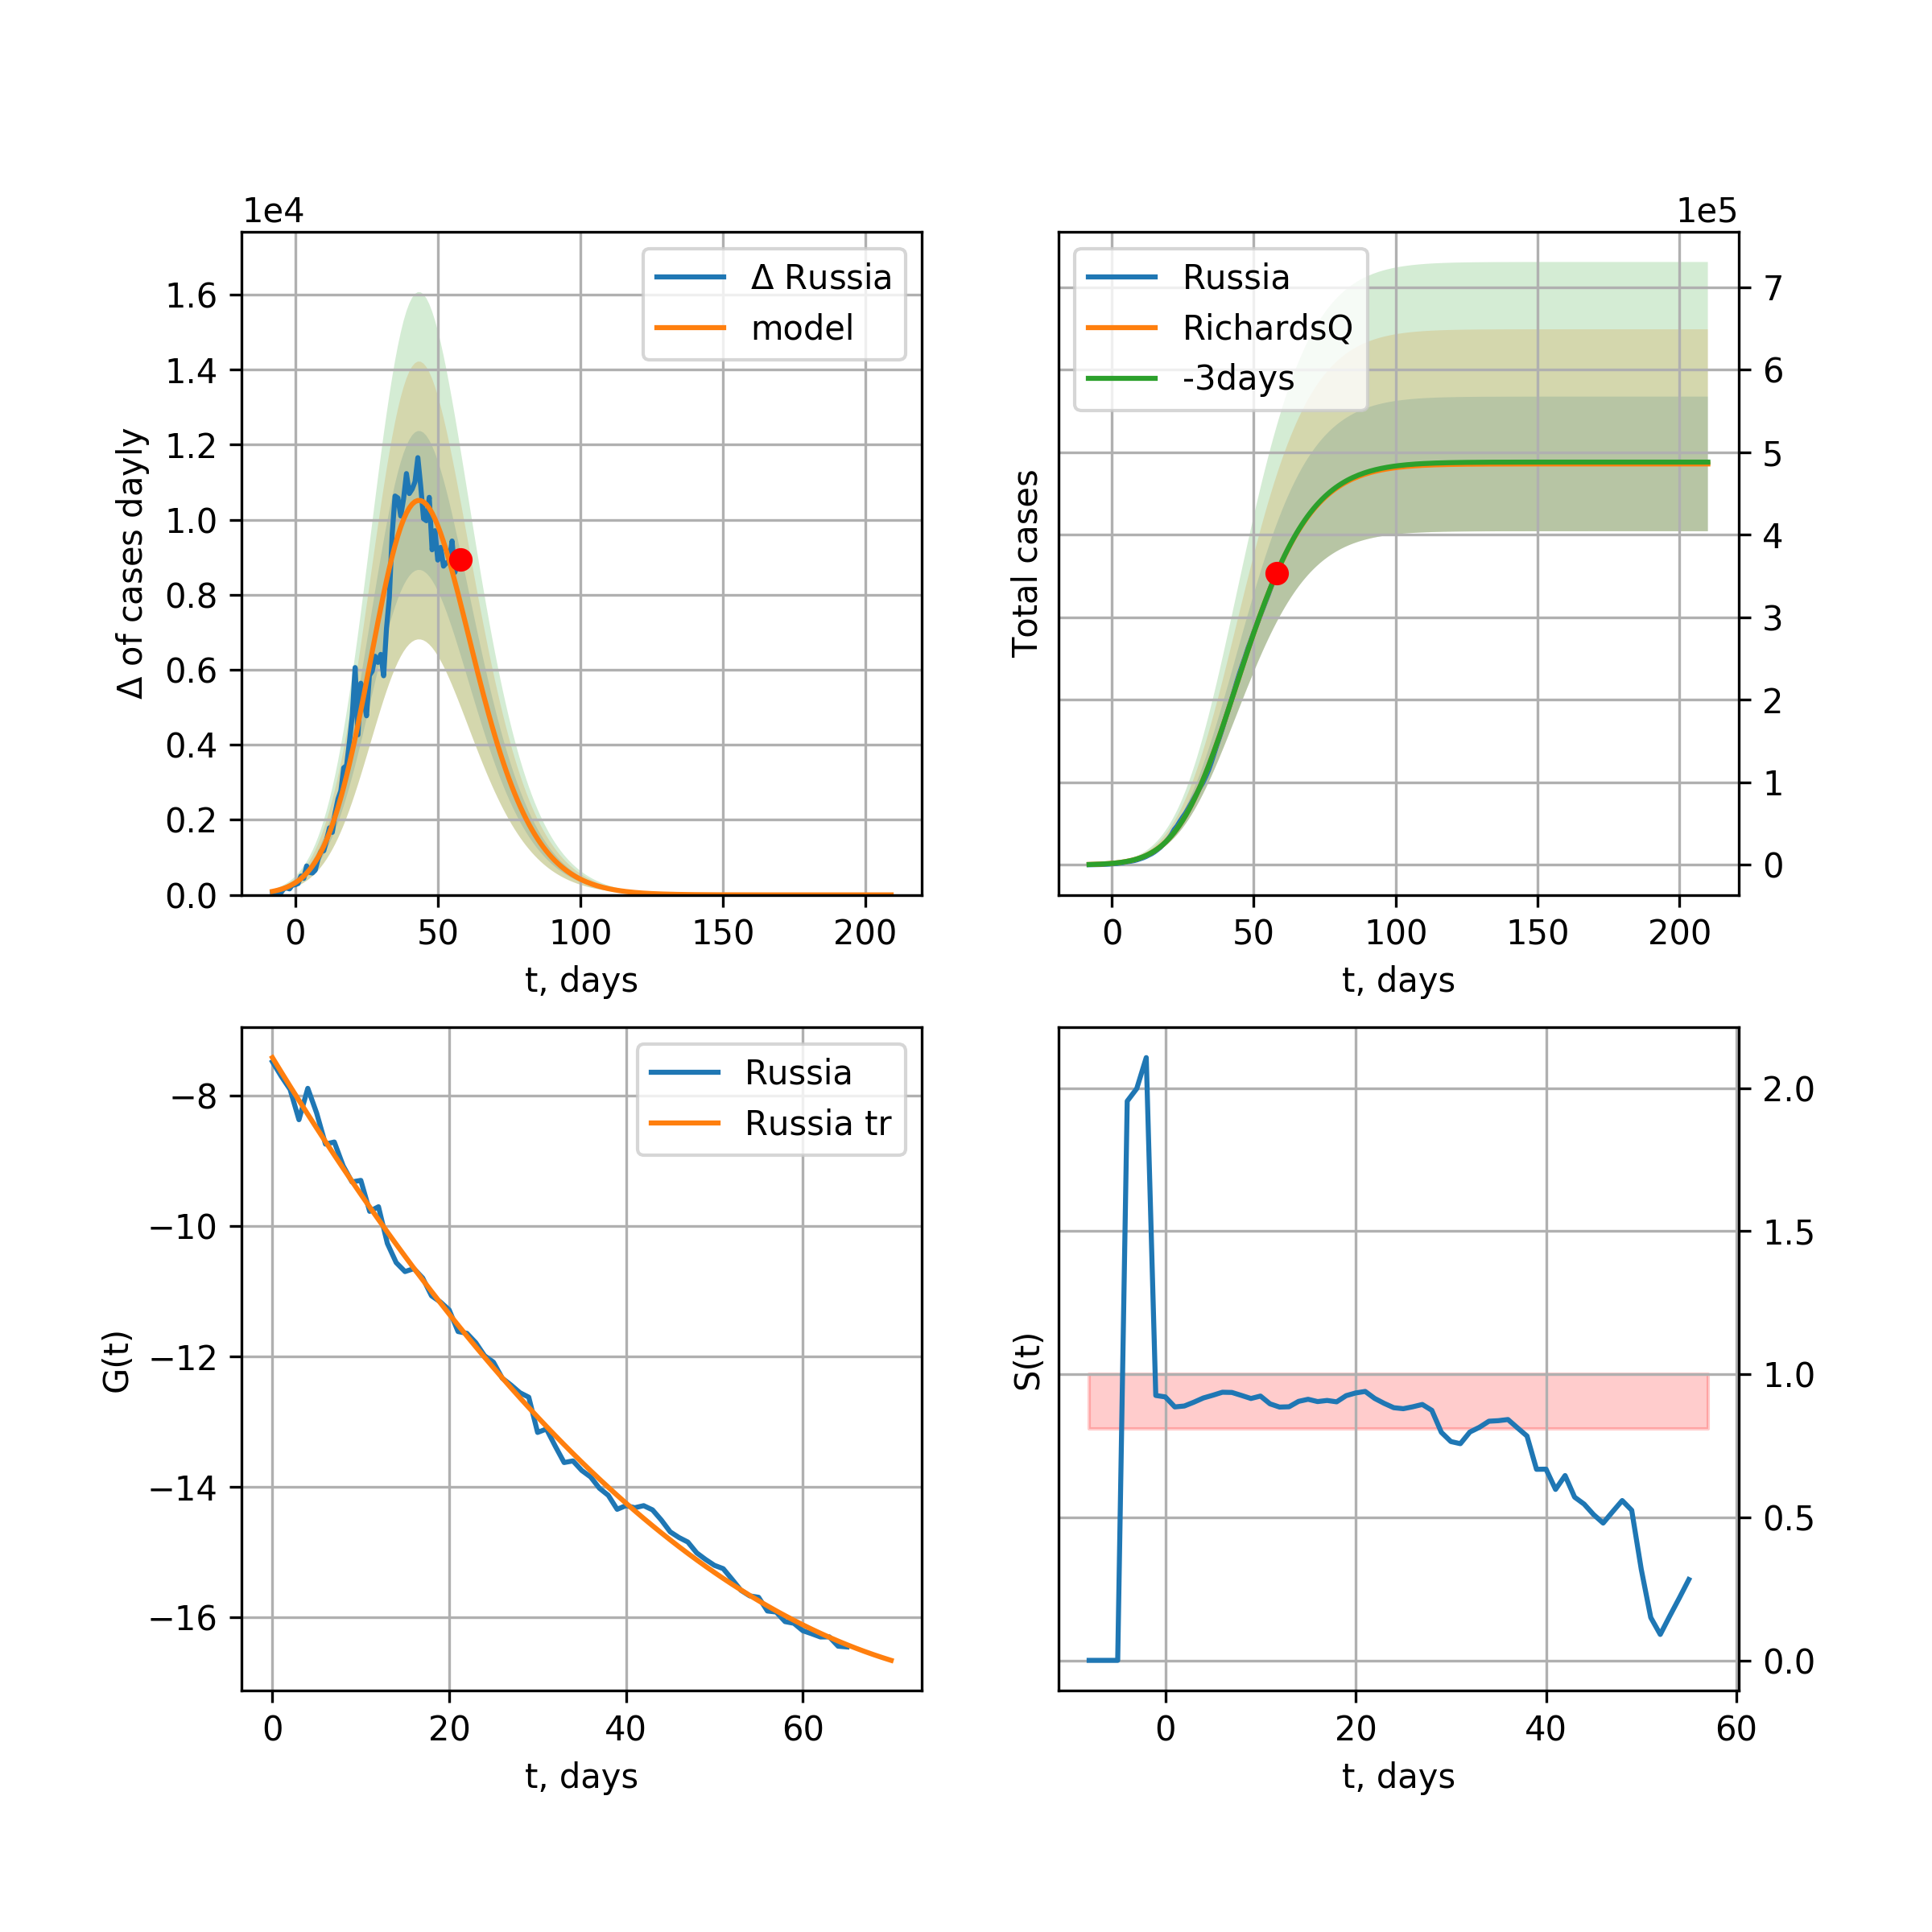 1e4
Δ of cases dayly
1.6
1.4
1.2
1.0
0.8
0.6
0.4
0.2
0.0
Δ Russia
model
0 50 100 150 200
t, days
1e5
Total cases
Russia
RichardsQ
-3days
7
6
5
4
3
2
1
0
0 50 100 150 200
t, days
G(t)
−8
−10
−12
−14
−16
Russia
Russia tr
0 20 40 60
t, days
S(t)
2.0
1.5
1.0
0.5
0.0
0 20 40 60
t, days